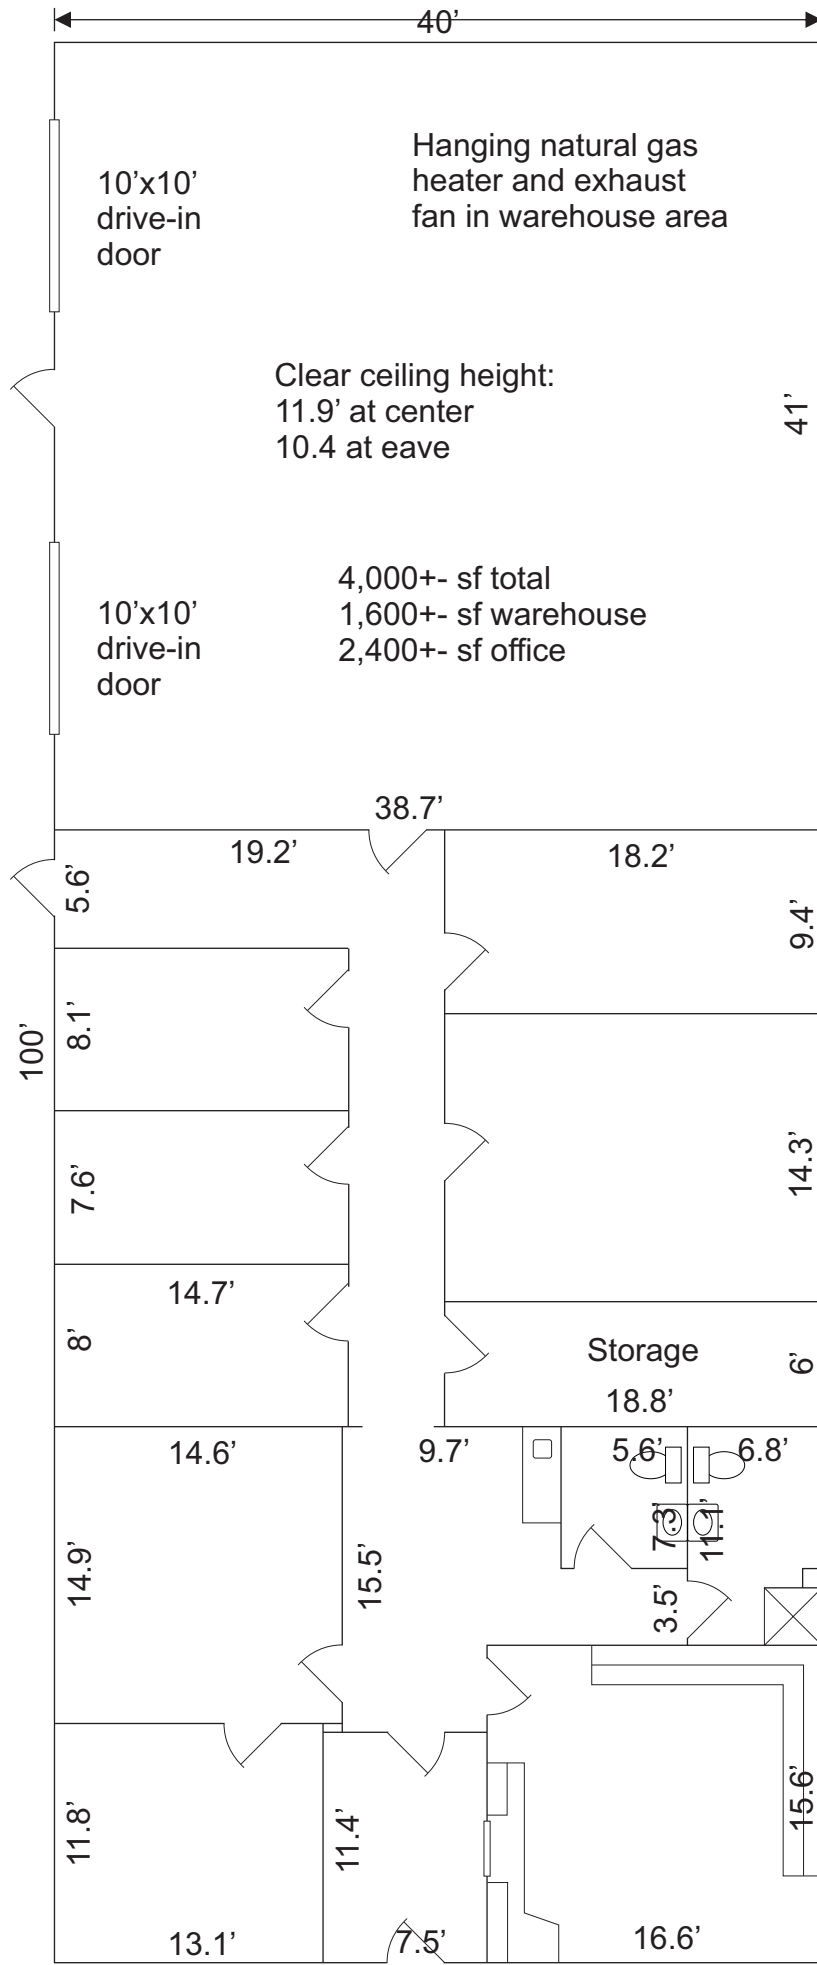 40’
Hanging natural gas
heater and exhaust
fan in warehouse area
10’x10’
drive-in
door
Clear ceiling height:
11.9’ at center
10.4 at eave
41’
4,000+- sf total
1,600+- sf warehouse
2,400+- sf office
10’x10’
drive-in
door
38.7’
19.2’
18.2’
5.6’
9.4’
8.1’
100’
7.6’
14.3’
14.7’
8’
Storage
6’
18.8’
14.6’
9.7’
5.6’
6.8’
7.3’
11.1’
14.9’
15.5’
3.5’
15.6’
11.8’
11.4’
13.1’
7.5’
16.6’